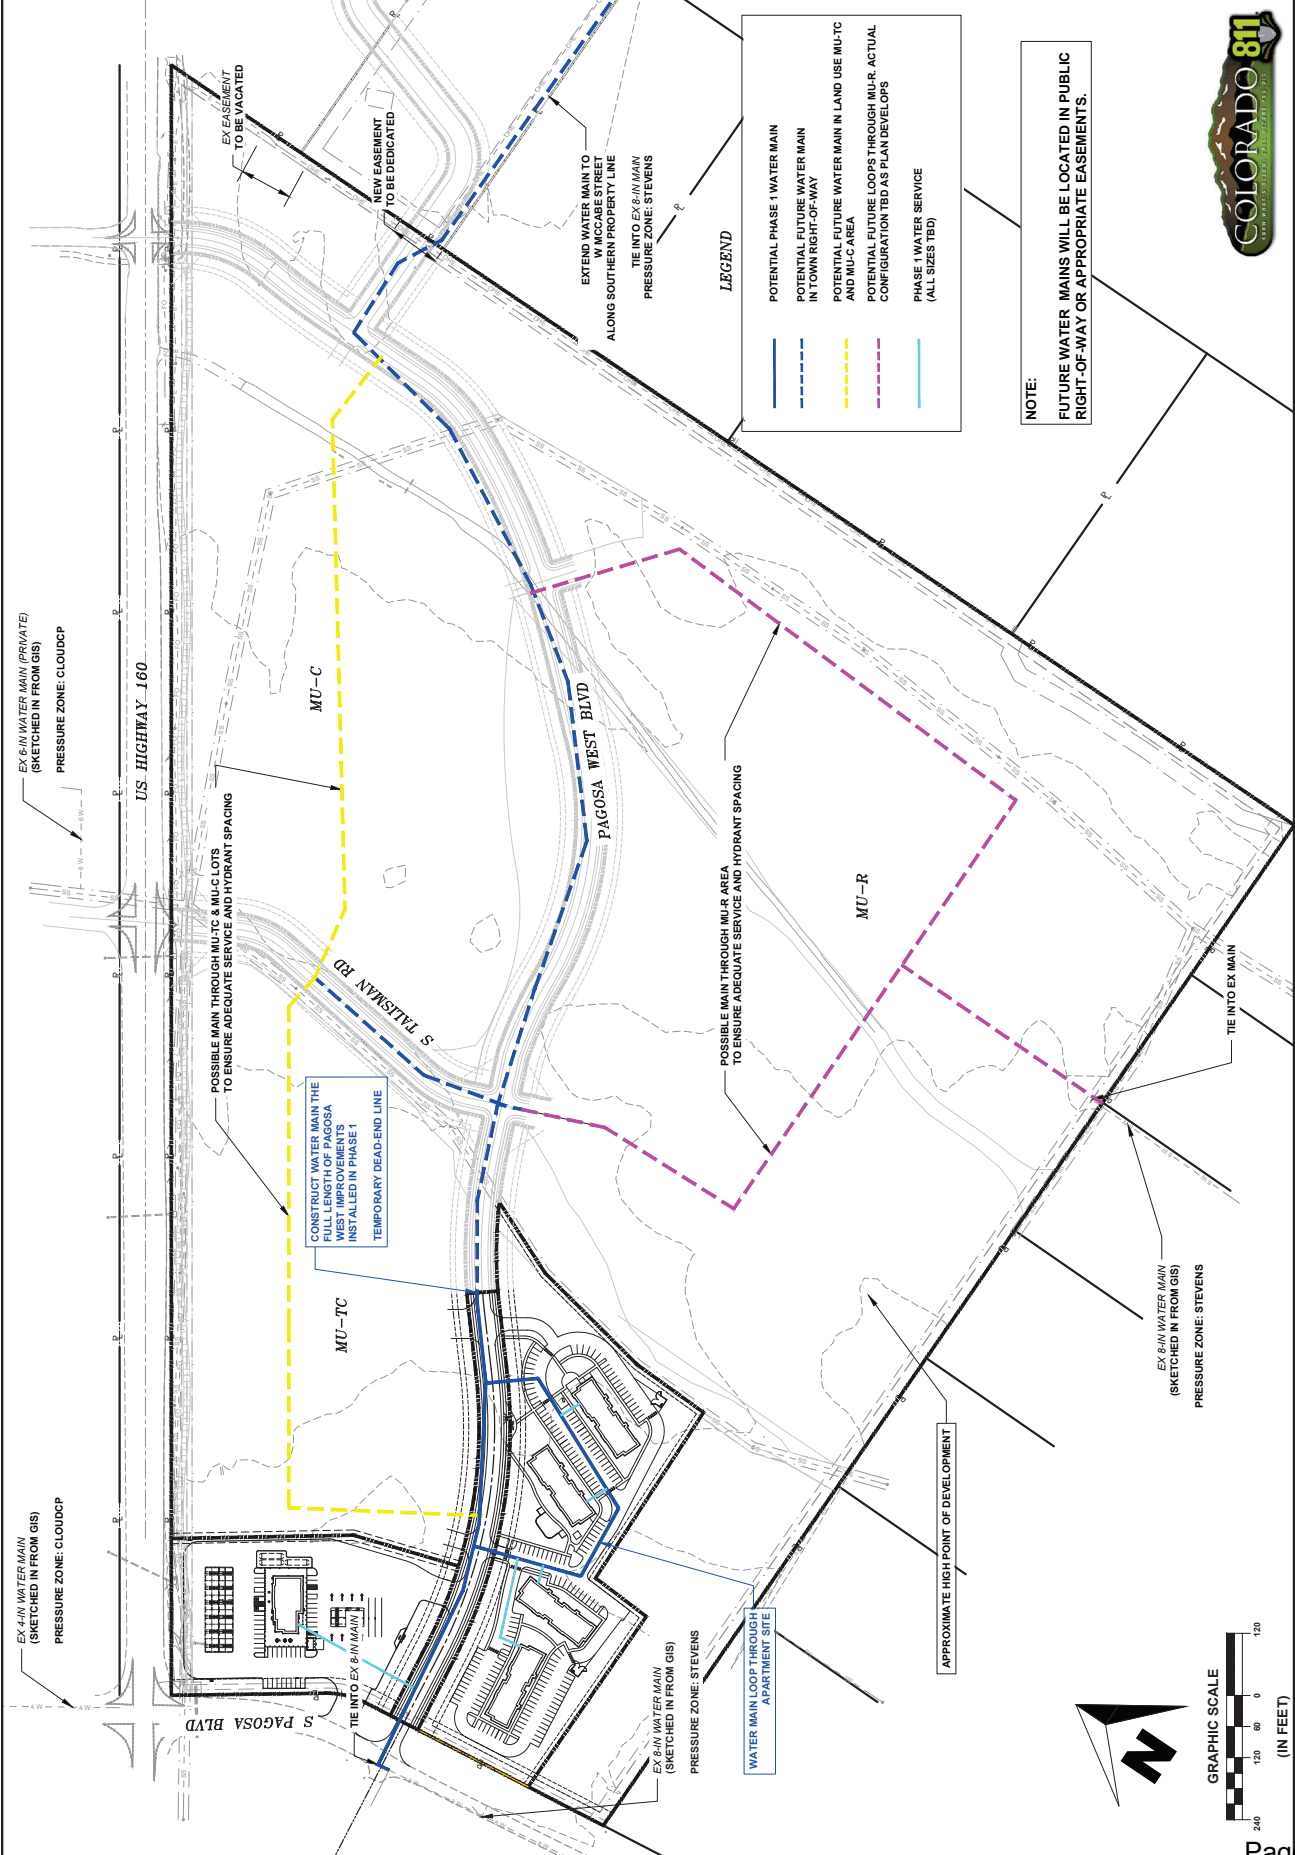 EX 4-IN WATER MAIN
(SKETCHED IN FROM GIS)
PRESSURE ZONE: CLOUDCP
EX 6-IN WATER MAIN (PRIVATE)
(SKETCHED IN FROM GIS)
PRESSURE ZONE: CLOUDCP
US HIGHWAY 160
EX EASEMENT
TO BE VACATED
NEW EASEMENT
TO BE DEDICATED
POSSIBLE MAIN THROUGH MU-TC & MU-C LOTS
TO ENSURE ADEQUATE SERVICE AND HYDRANT SPACING
MU-C
MU-TC
CONSTRUCT WATER MAIN THE
FULL LENGTH OF PAGOSA
WEST IMPROVEMENTS
INSTALLED IN PHASE 1
TEMPORARY DEAD-END LINE
S TALISMAN RD
PAGOSA WEST BLVD
S PAGOSA BLVD
TIE INTO EX 8-IN MAIN
EXTEND WATER MAIN TO
W MCCABE STREET
ALONG SOUTHERN PROPERTY LINE
TIE INTO EX 8-IN MAIN
PRESSURE ZONE: STEVENS
EX 8-IN WATER MAIN
(SKETCHED IN FROM GIS)
PRESSURE ZONE: STEVENS
WATER MAIN LOOP THROUGH
APARTMENT SITE
POSSIBLE MAIN THROUGH MU-R AREA
TO ENSURE ADEQUATE SERVICE AND HYDRANT SPACING
MU-R
APPROXIMATE HIGH POINT OF DEVELOPMENT
EX 8-IN WATER MAIN
(SKETCHED IN FROM GIS)
PRESSURE ZONE: STEVENS
TIE INTO EX MAIN
LEGEND
POTENTIAL PHASE 1 WATER MAIN
POTENTIAL FUTURE WATER MAIN
IN TOWN RIGHT-OF-WAY
POTENTIAL FUTURE WATER MAIN IN LAND USE MU-TC
AND MU-C AREA
POTENTIAL FUTURE LOOPS THROUGH MU-R. ACTUAL
CONFIGURATION TBD AS PLAN DEVELOPS
PHASE 1 WATER SERVICE
(ALL SIZES TBD)
NOTE:
FUTURE WATER MAINS WILL BE LOCATED IN PUBLIC
RIGHT-OF-WAY OR APPROPRIATE EASEMENTS.
COLORADO 811
N
GRAPHIC SCALE
240 120 60 0 120
(IN FEET)
Pag